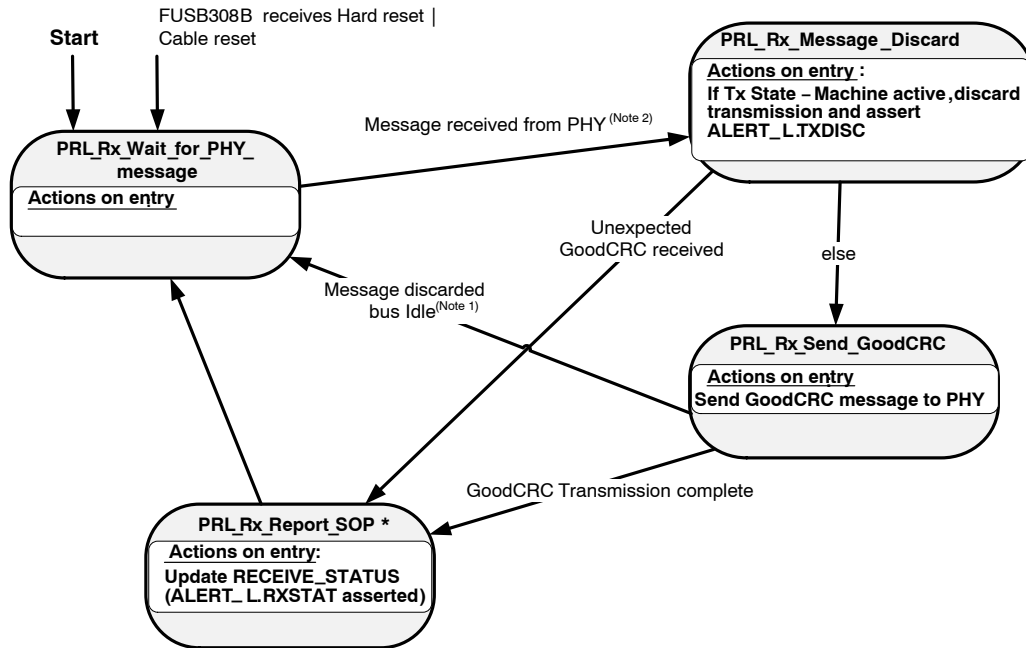 FUSB308B receives Hard reset |
Cable reset
Start
PRL_Rx_Wait_for_PHY_
message
Actions on entry
Message received from PHY(Note 2)
PRL_Rx_Message_Discard
Actions on entry :
If Tx State – Machine active,discard
transmission and assert
ALERT_L.TXDISC
Unexpected
GoodCRC received
else
Message discarded
bus Idle(Note 1)
PRL_Rx_Send_GoodCRC
Actions on entry
Send GoodCRC message to PHY
GoodCRC Transmission complete
PRL_Rx_Report_SOP *
Actions on entry:
Update RECEIVE_STATUS
(ALERT_L.RXSTAT asserted)